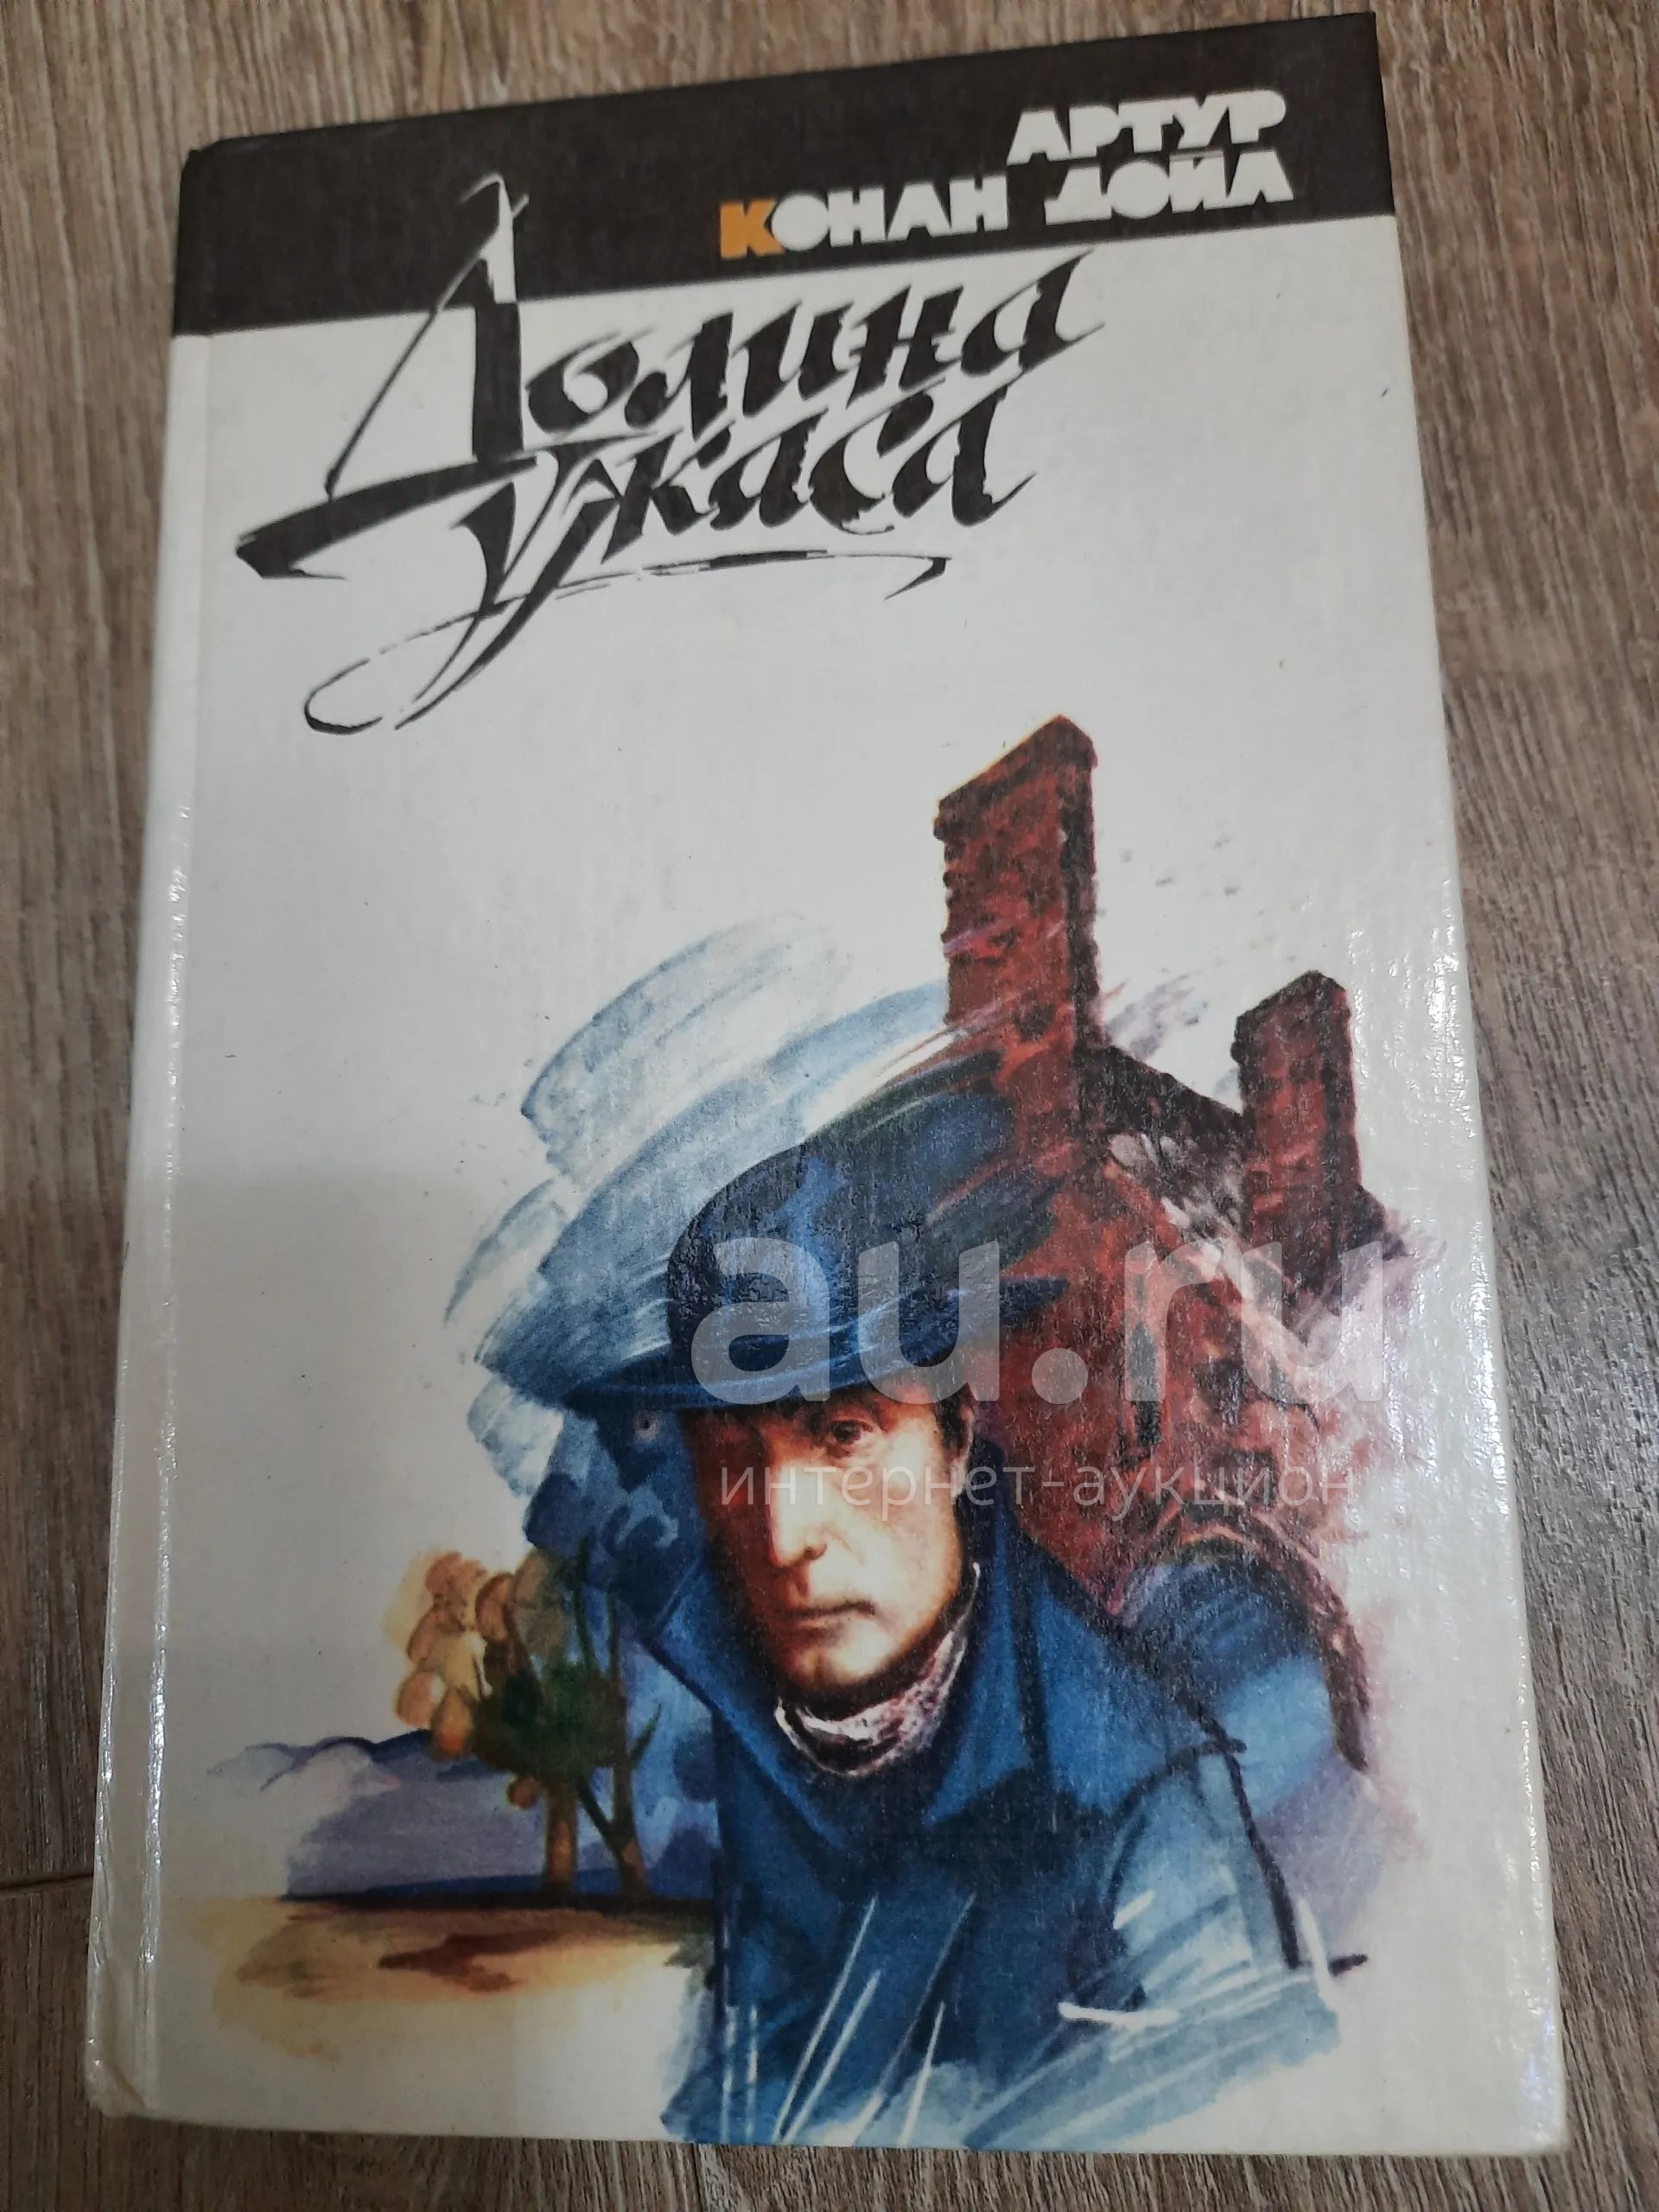 АРТУР
КОНАН ДОЙЛ
Долина
Ужаса
au.ru
интернет-аукцион